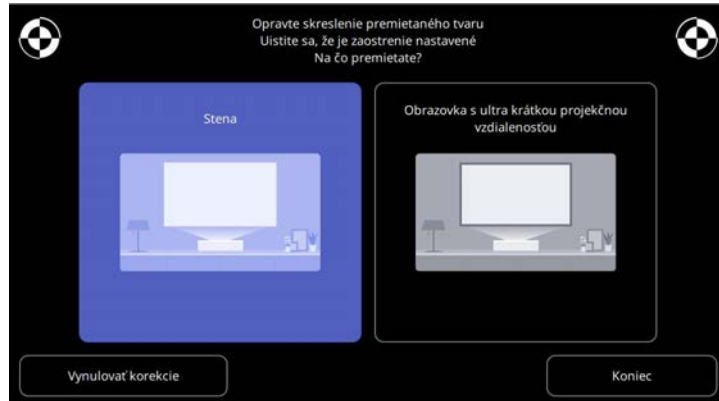 Opravte skreslenie premietaného tvaru
Uistite sa, že je zaostrenie nastavené
Na čo premietate?
Stena
Obrazovka s ultra krátkou projekčnou
vzdialenosťou
Vynulovať korekcie
Koniec